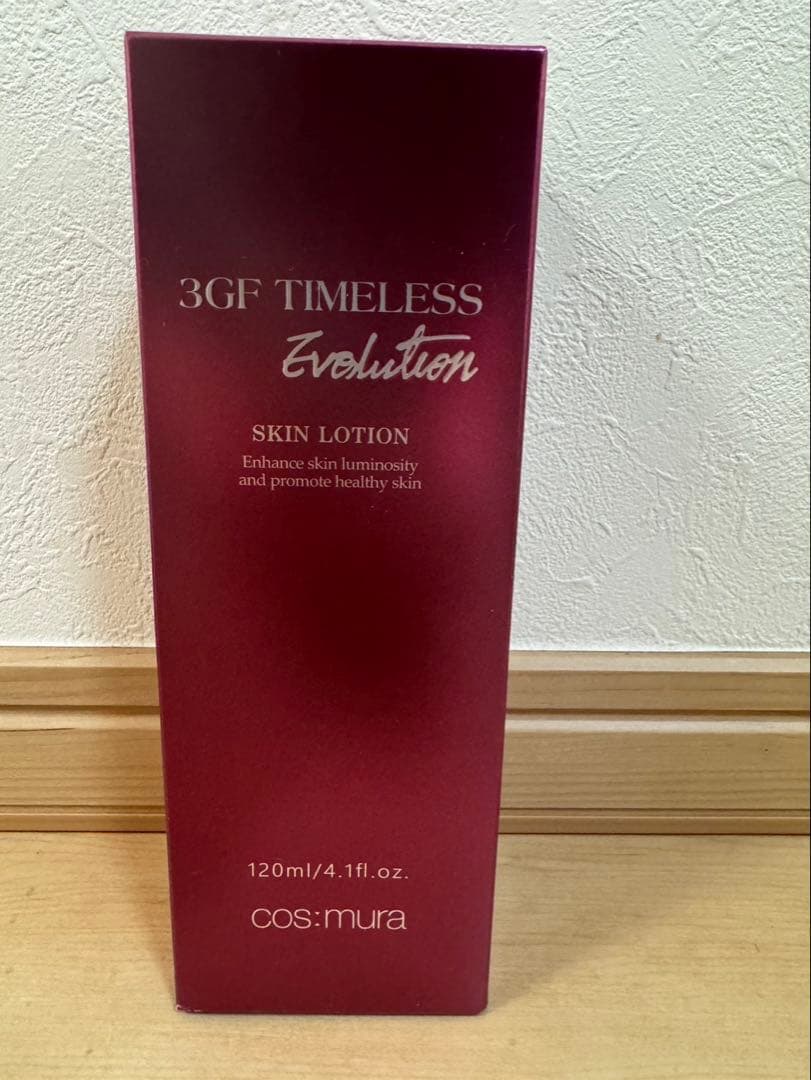 3GF TIMELESS
Evolution
SKIN LOTION
Enhance skin luminosity
and promote healthy skin
120ml/4.1fl.oz.
cos:mura